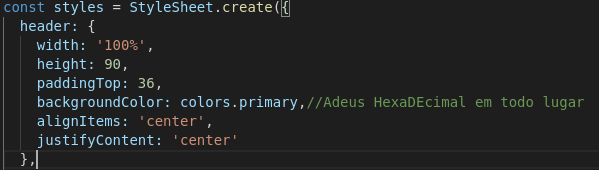 const styles = StyleSheet.create({
header: {
width: '100%',
height: 90,
paddingTop: 36,
backgroundColor: colors.primary,//Adeus HexaDEcimal em todo lugar
alignItems: 'center',
justifyContent: 'center'
},